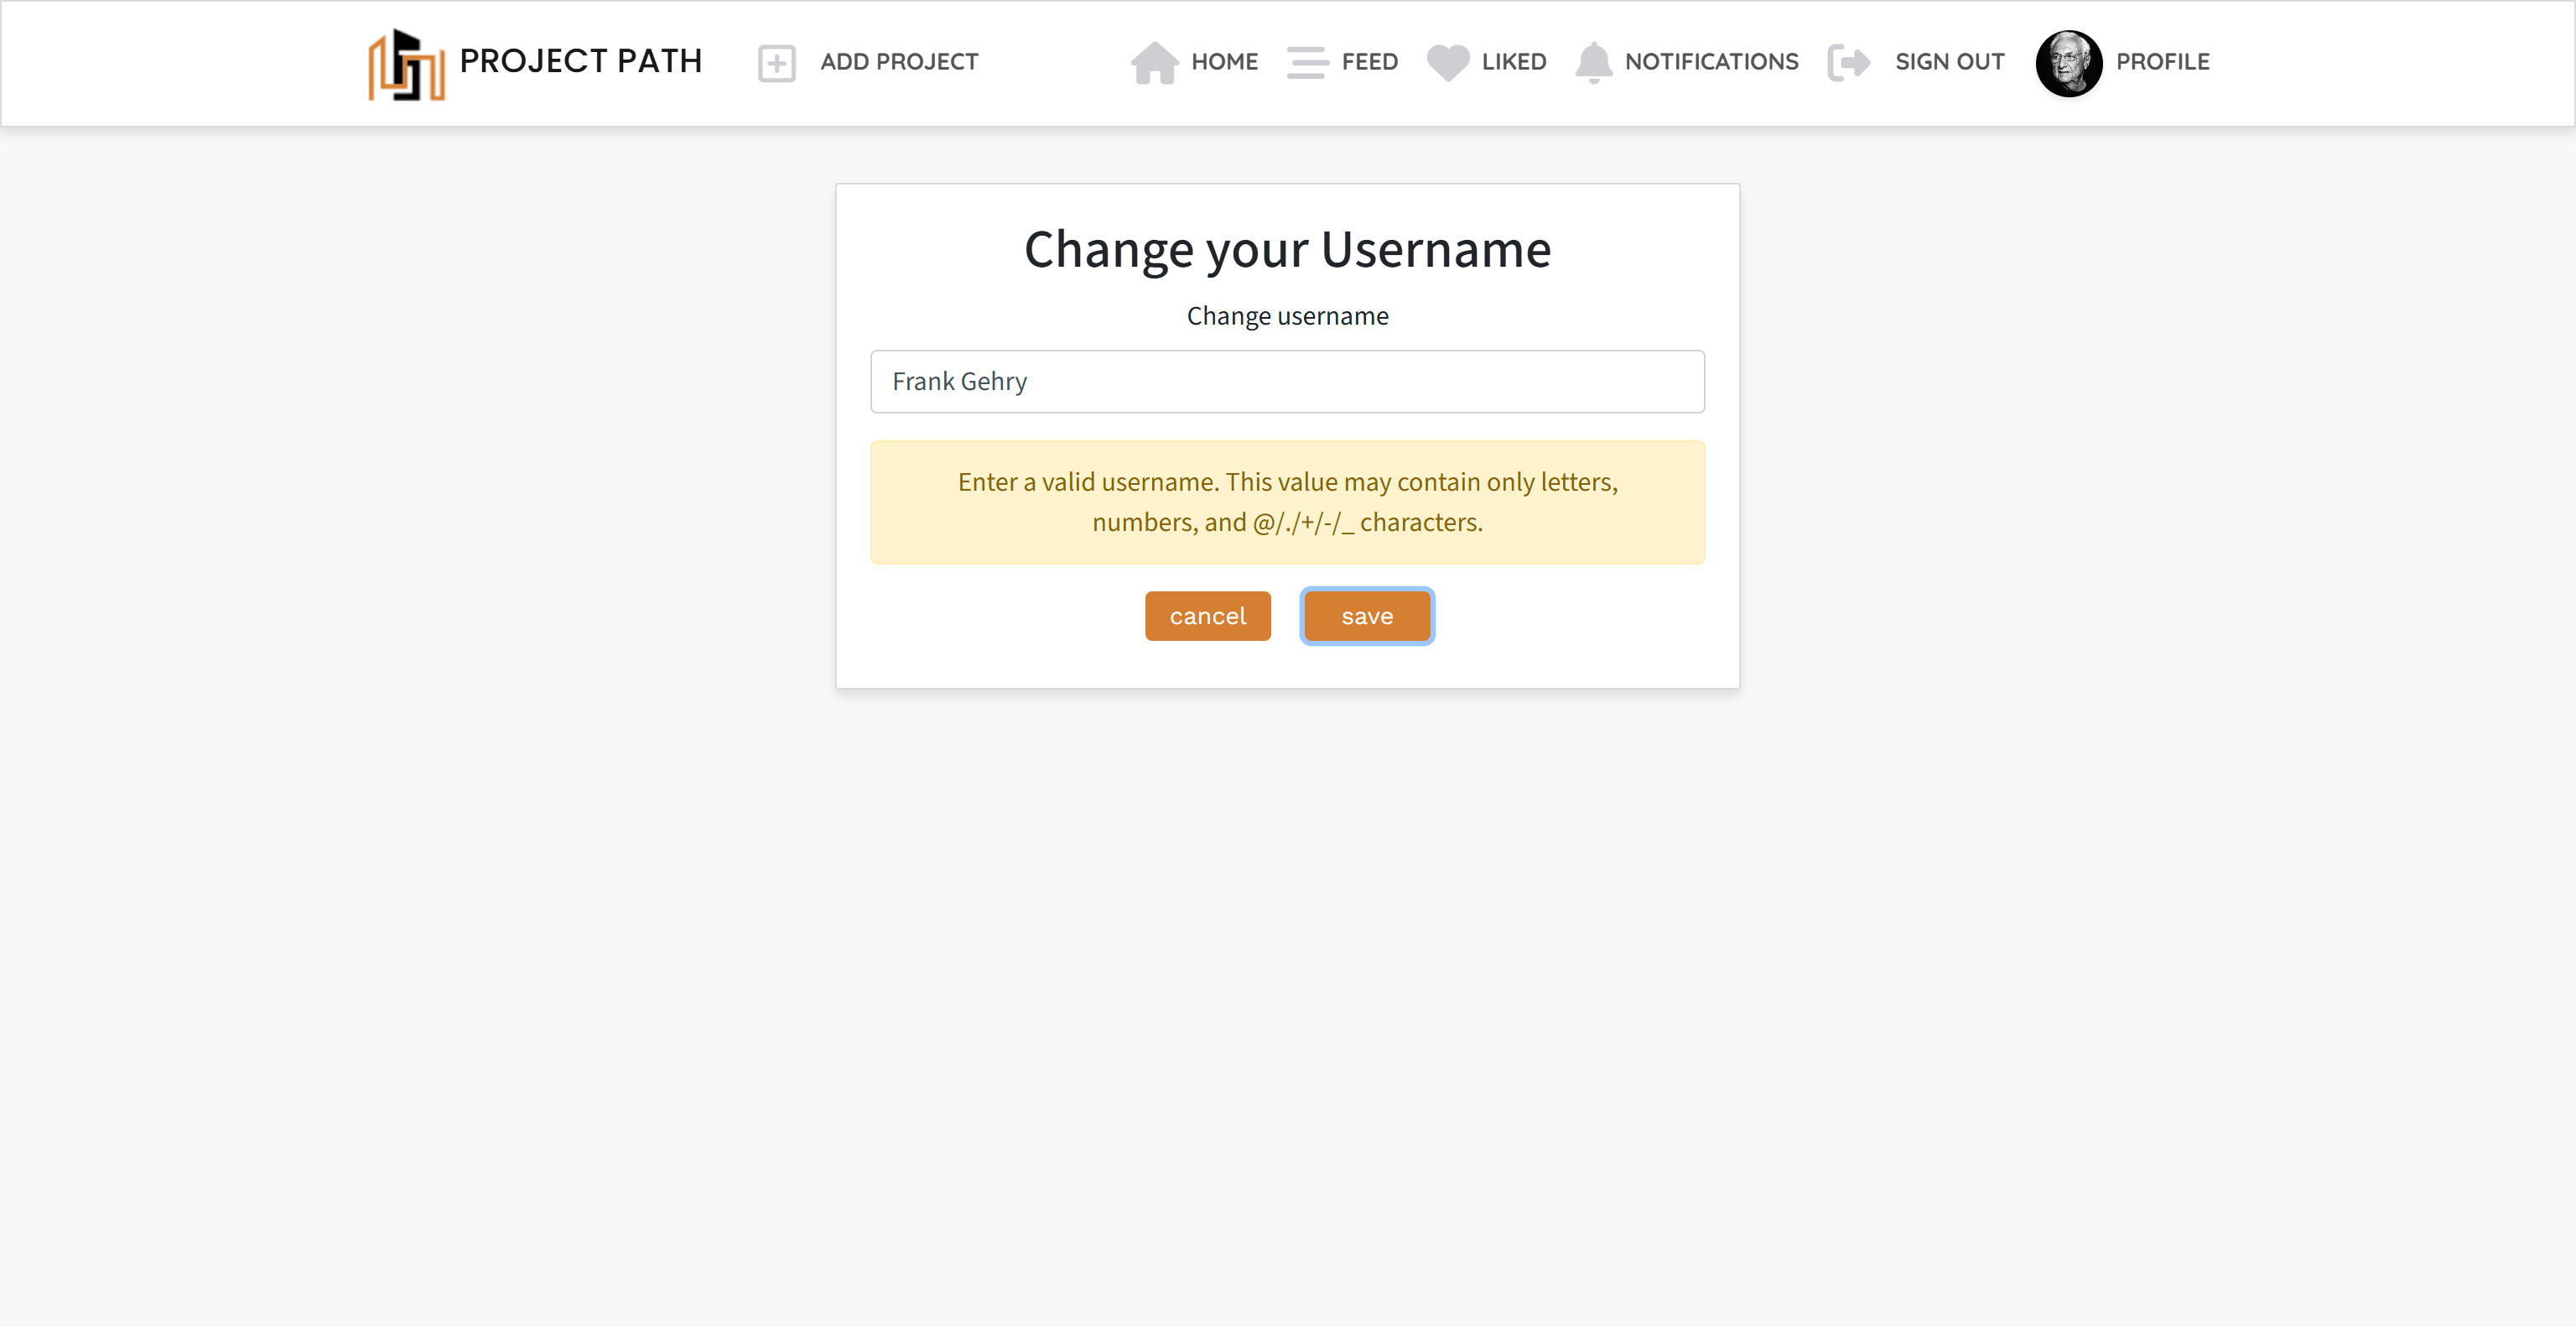 PROJECT PATH ADD PROJECT HOME FEED LIKED NOTIFICATIONS SIGN OUT PROFILE
Change your Username
Change username
Frank Gehry
Enter a valid username. This value may contain only letters,
numbers, and @/./+/-/_ characters.
cancel save